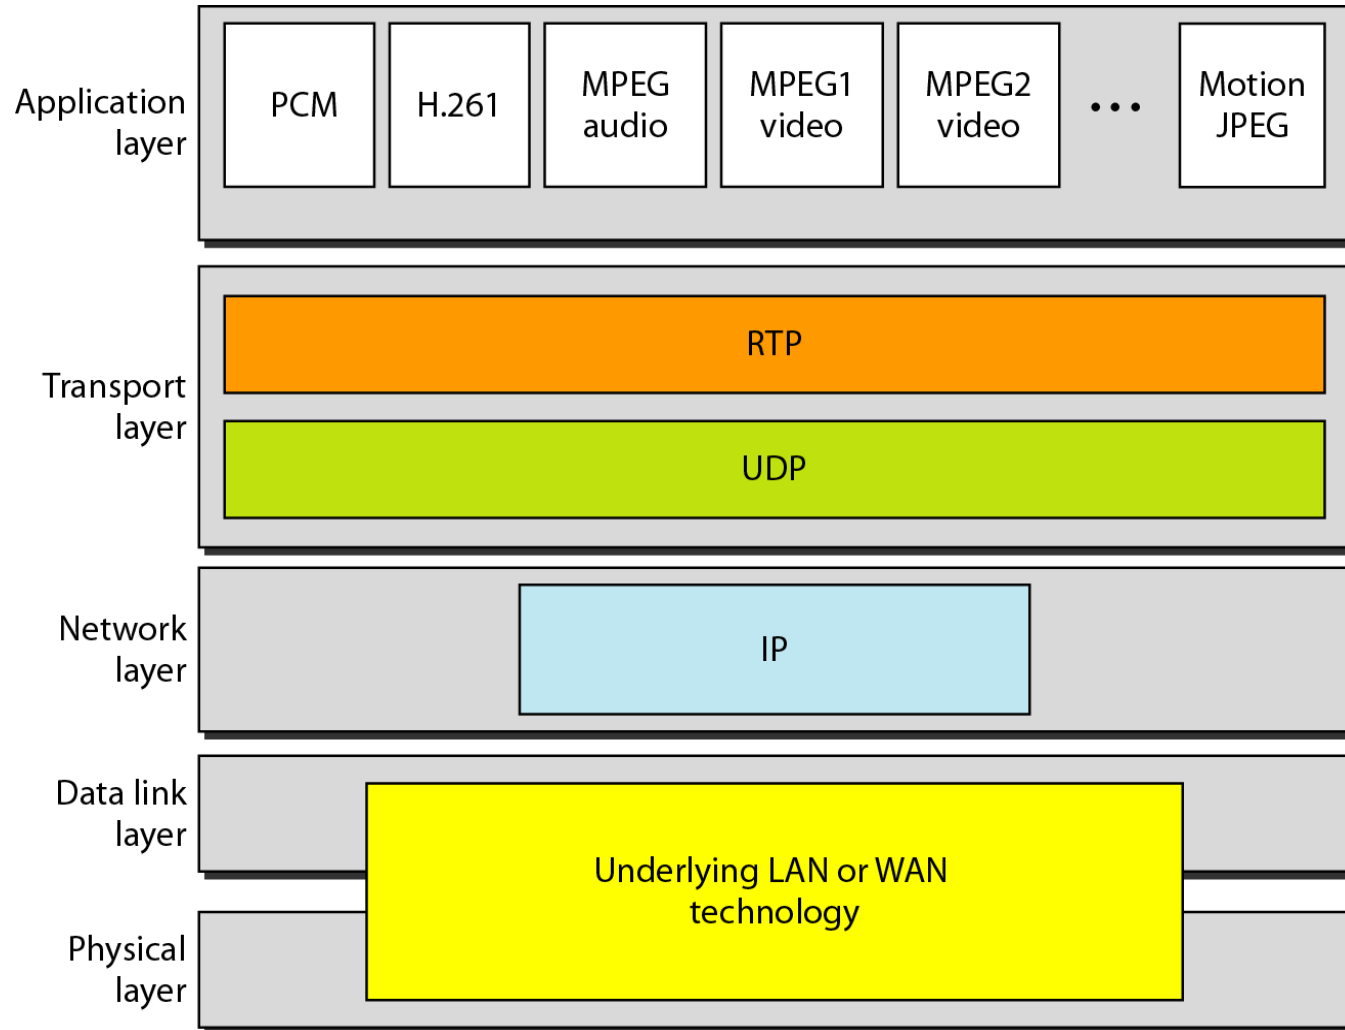 Application
layer
PCM
H.261
MPEG
audio
MPEG1
video
MPEG2
video
...
Motion
JPEG
Transport
layer
RTP
UDP
Network
layer
IP
Data link
layer
Underlying LAN or WAN
technology
Physical
layer